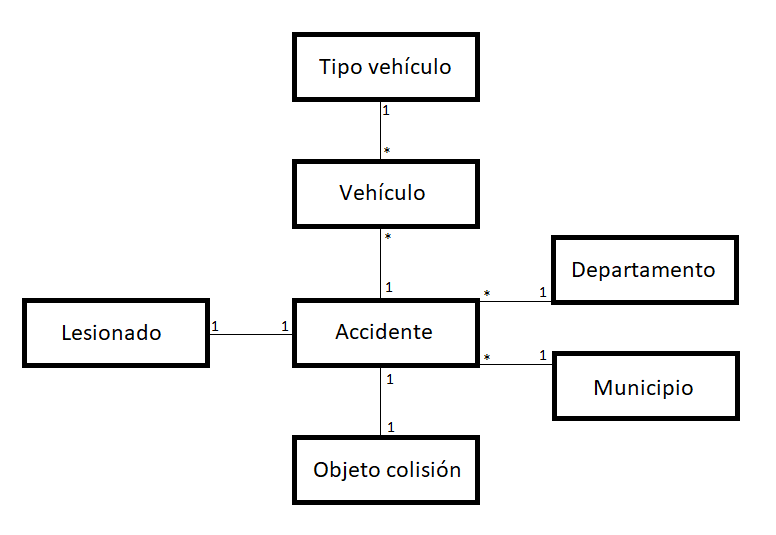 Tipo vehículo
1
*
Vehículo
*
1
Departamento
* 1
Lesionado
1 1
Accidente
* 1
Municipio
1
1
Objeto colisión